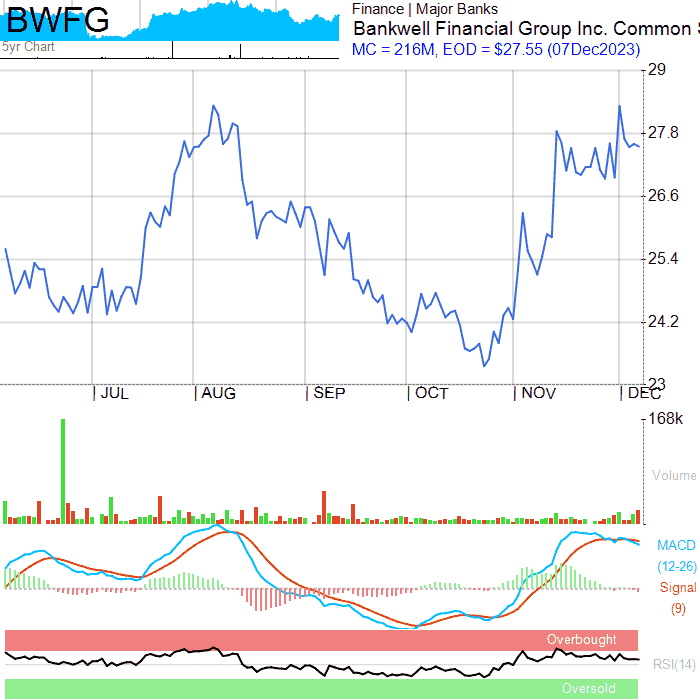 BWFG
5yr Chart
Finance | Major Banks
Bankwell Financial Group Inc. Common S
MC = 216M, EOD = $27.55 (07Dec2023)
29
27.8
26.6
25.4
24.2
23
JUL AUG SEP OCT NOV DEC
168k
Volume
MACD
(12-26)
Signal
(9)
Overbought
RSI(14)
Oversold